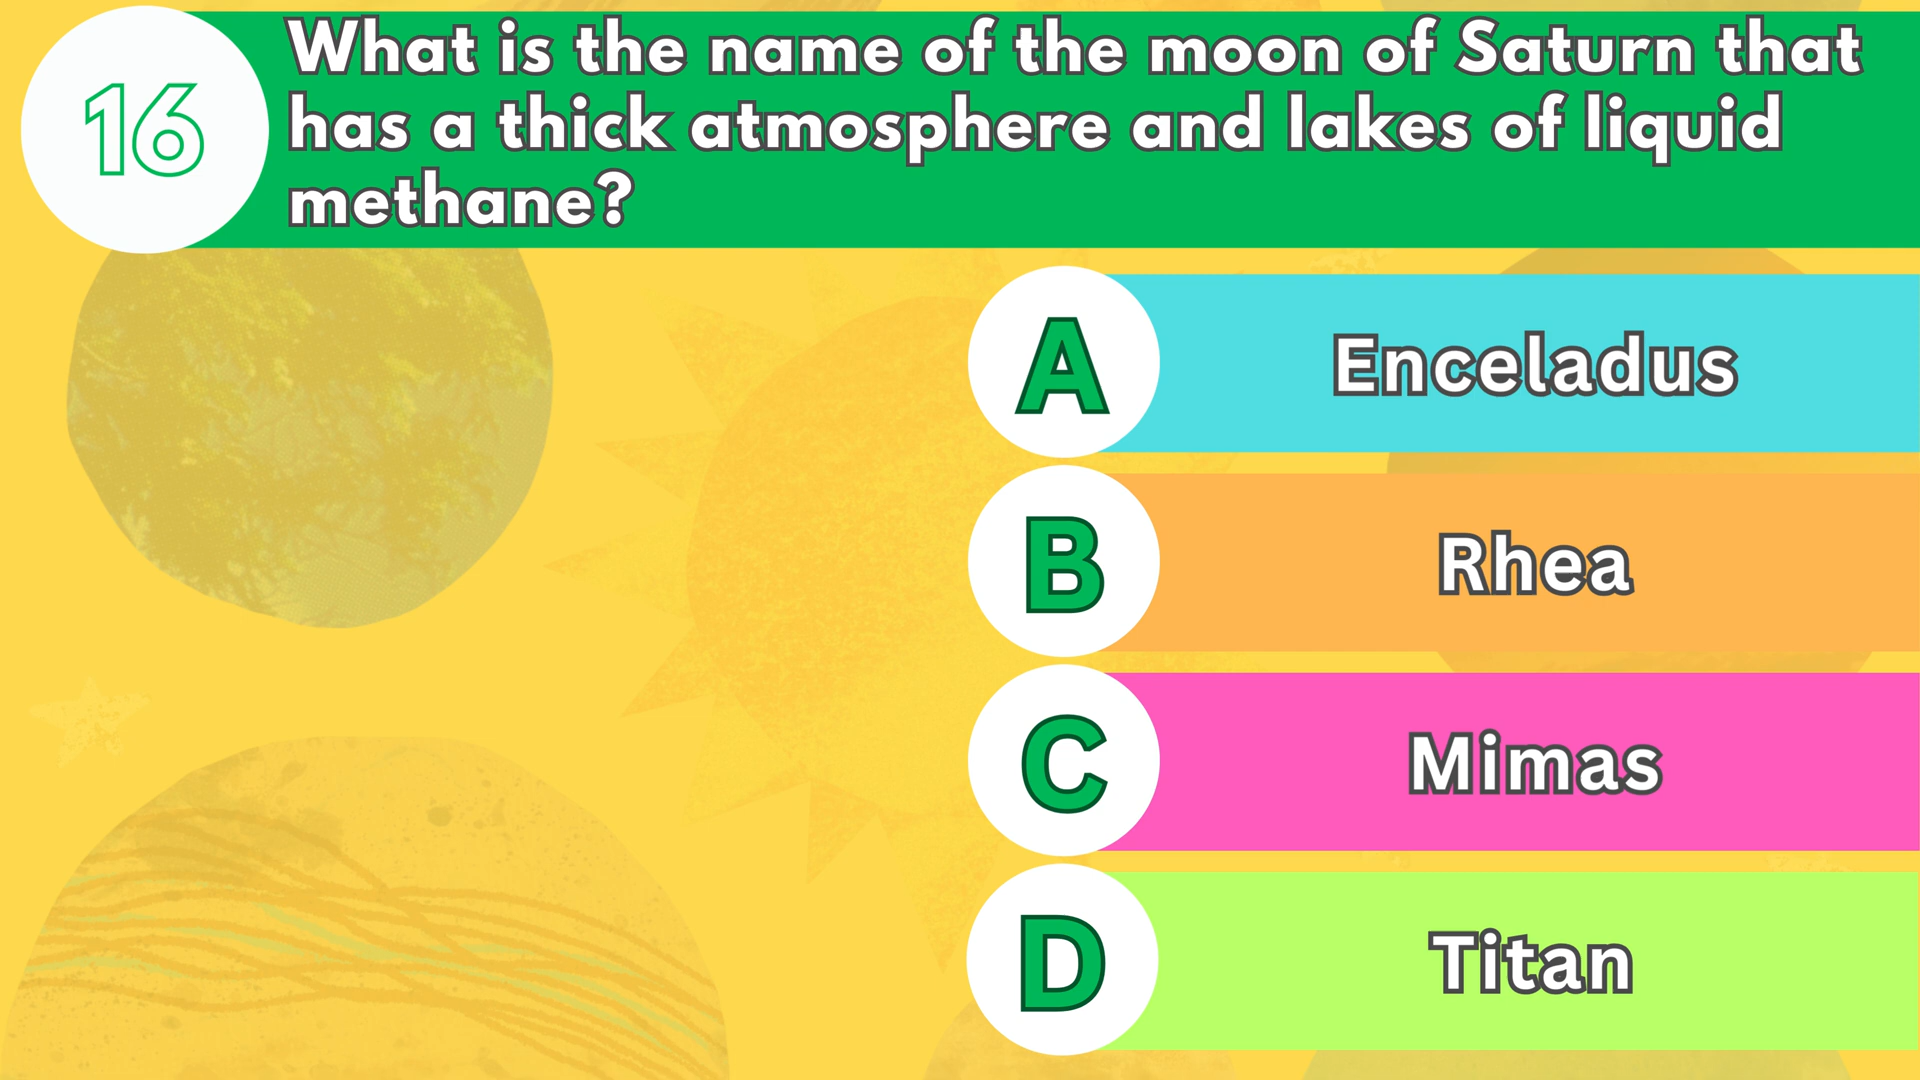 16
What is the name of the moon of Saturn that
has a thick atmosphere and lakes of liquid
methane?
A
Enceladus
B
Rhea
C
Mimas
D
Titan